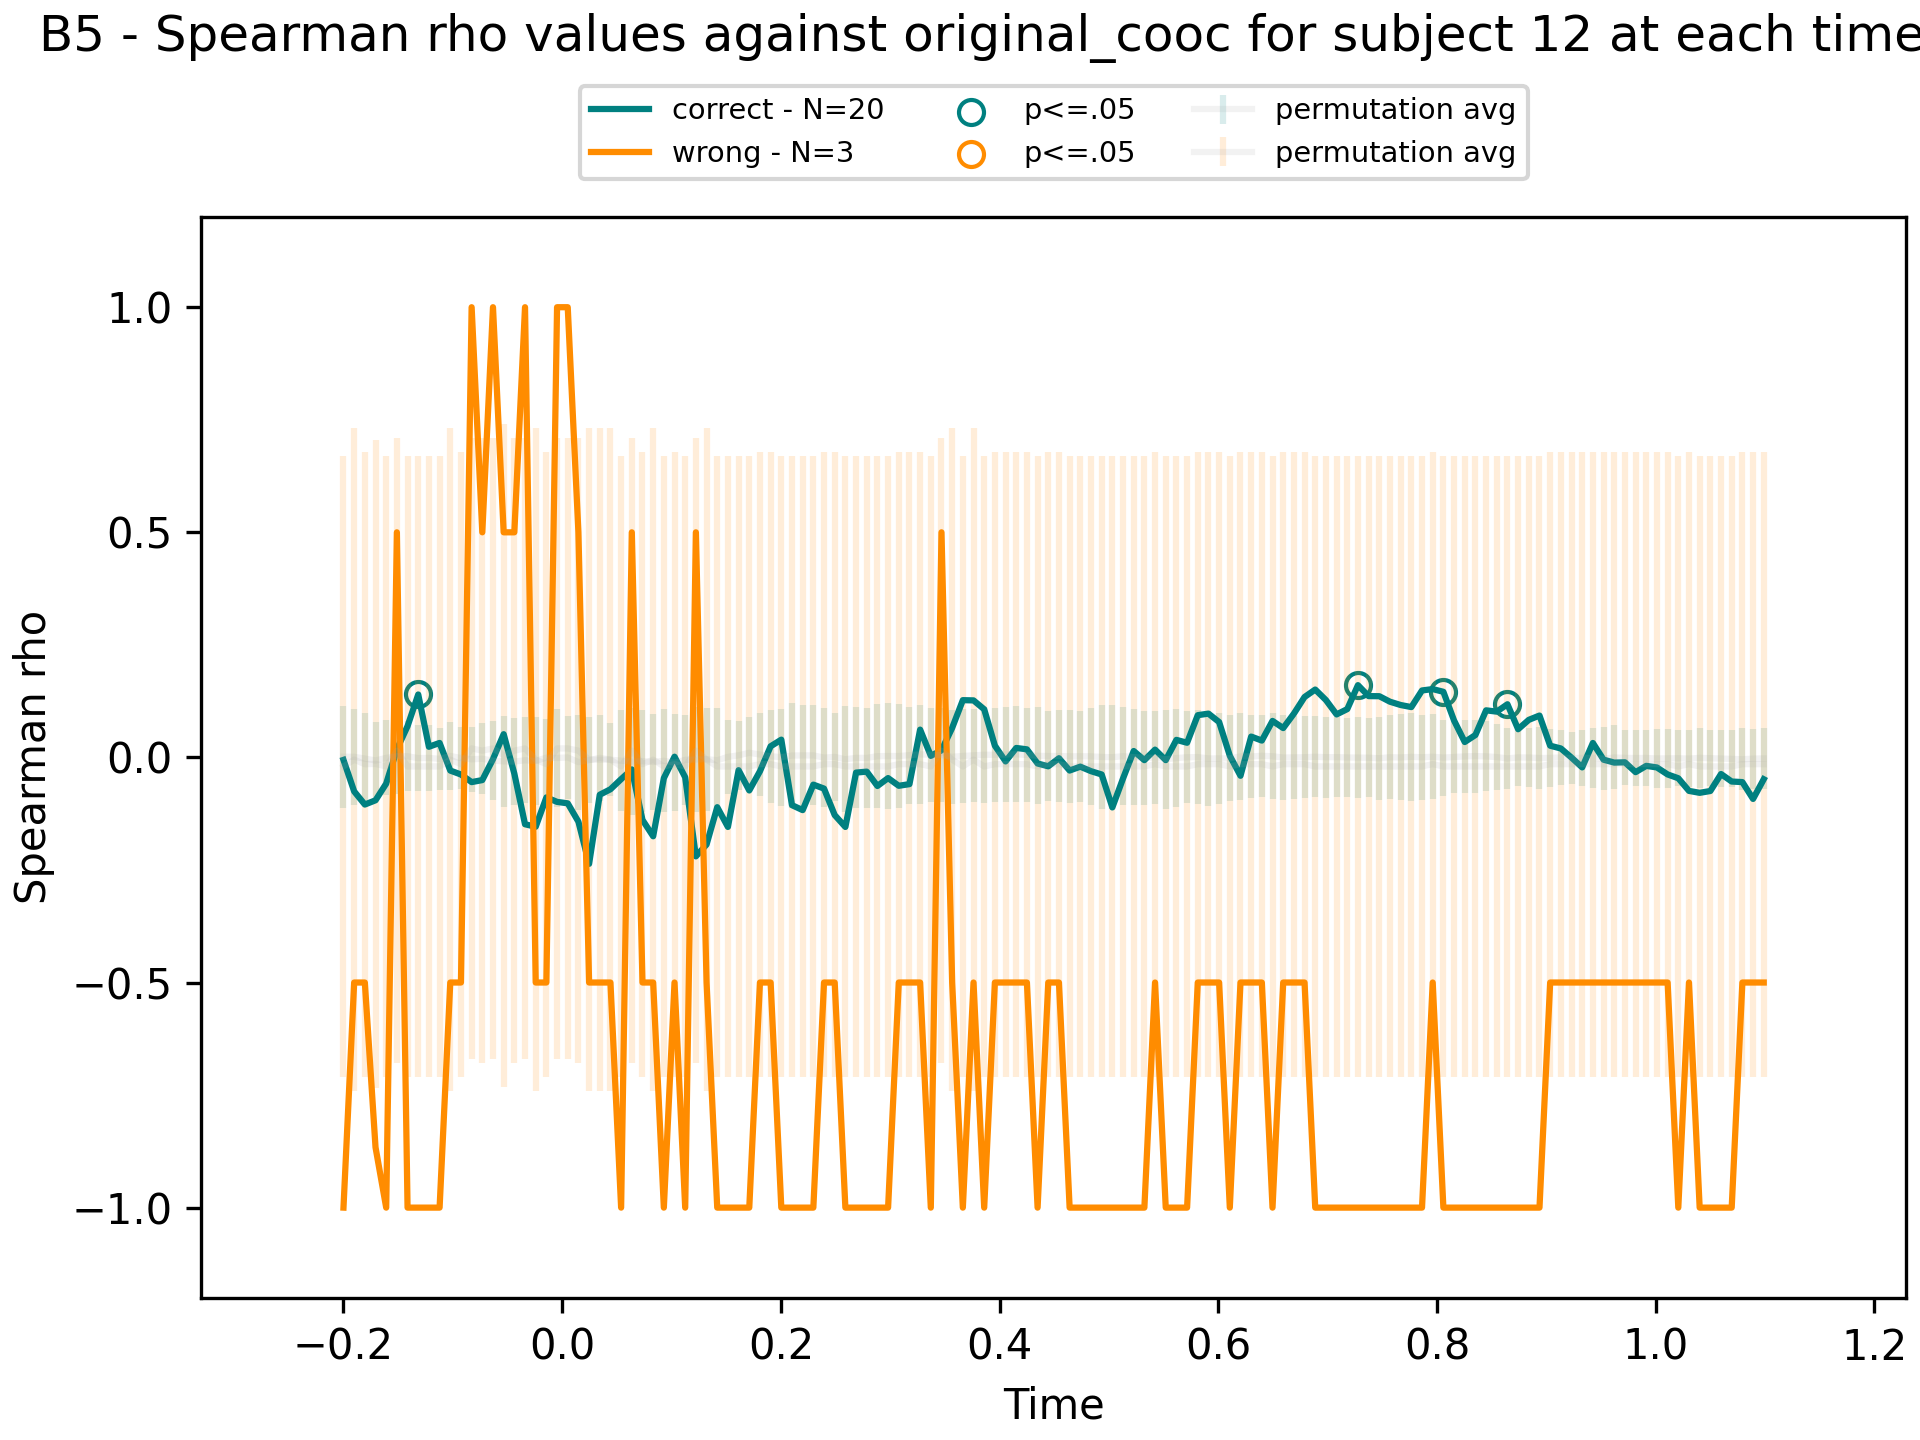 B5 - Spearman rho values against original_cooc for subject 12 at each time
correct - N=20 p<=.05 permutation avg
wrong - N=3 p<=.05 permutation avg
1.0
0.5
0.0
−0.5
−1.0
Spearman rho
−0.2 0.0 0.2 0.4 0.6 0.8 1.0 1.2
Time